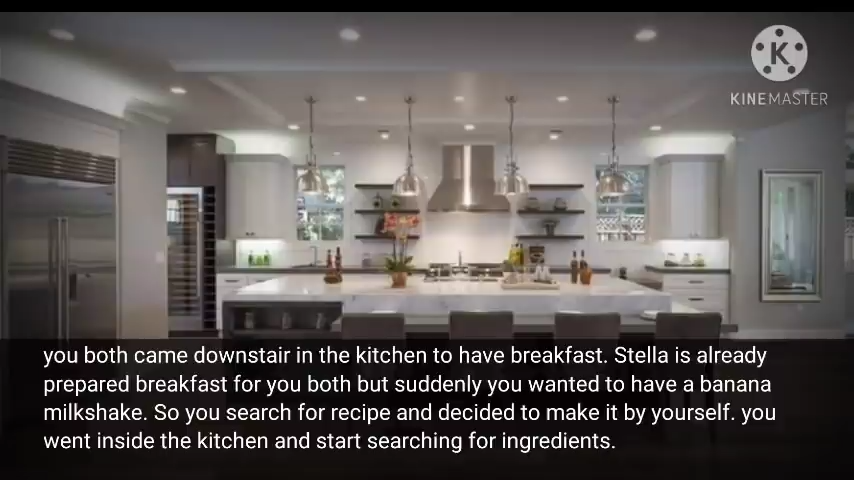 K
KINEMASTER
you both came downstair in the kitchen to have breakfast. Stella is already
prepared breakfast for you both but suddenly you wanted to have a banana
milkshake. So you search for recipe and decided to make it by yourself. you
went inside the kitchen and start searching for ingredients.